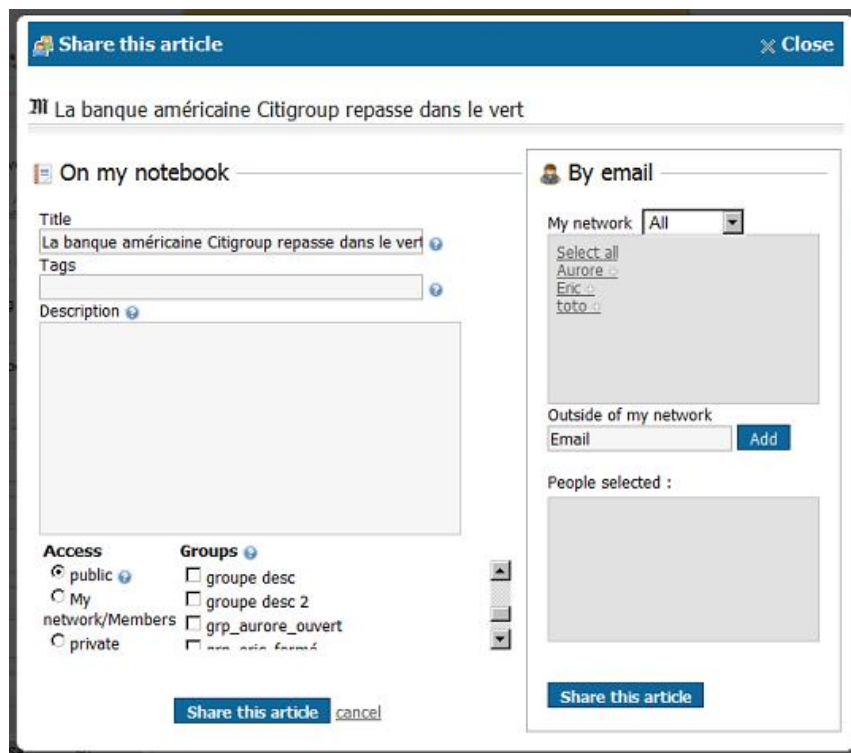 Share this article
Close
M La banque américaine Citigroup repasse dans le vert
On my notebook
Title
La banque américaine Citigroup repasse dans le vert
Tags
Description
Access
public
My
network/Members
private
Groups
groupe desc
groupe desc 2
grp_aurore_ouvert
grp_eric_fermé
Share this article cancel
By email
My network All
Select all
Aurore
Eric
toto
Outside of my network
Email Add
People selected :
Share this article